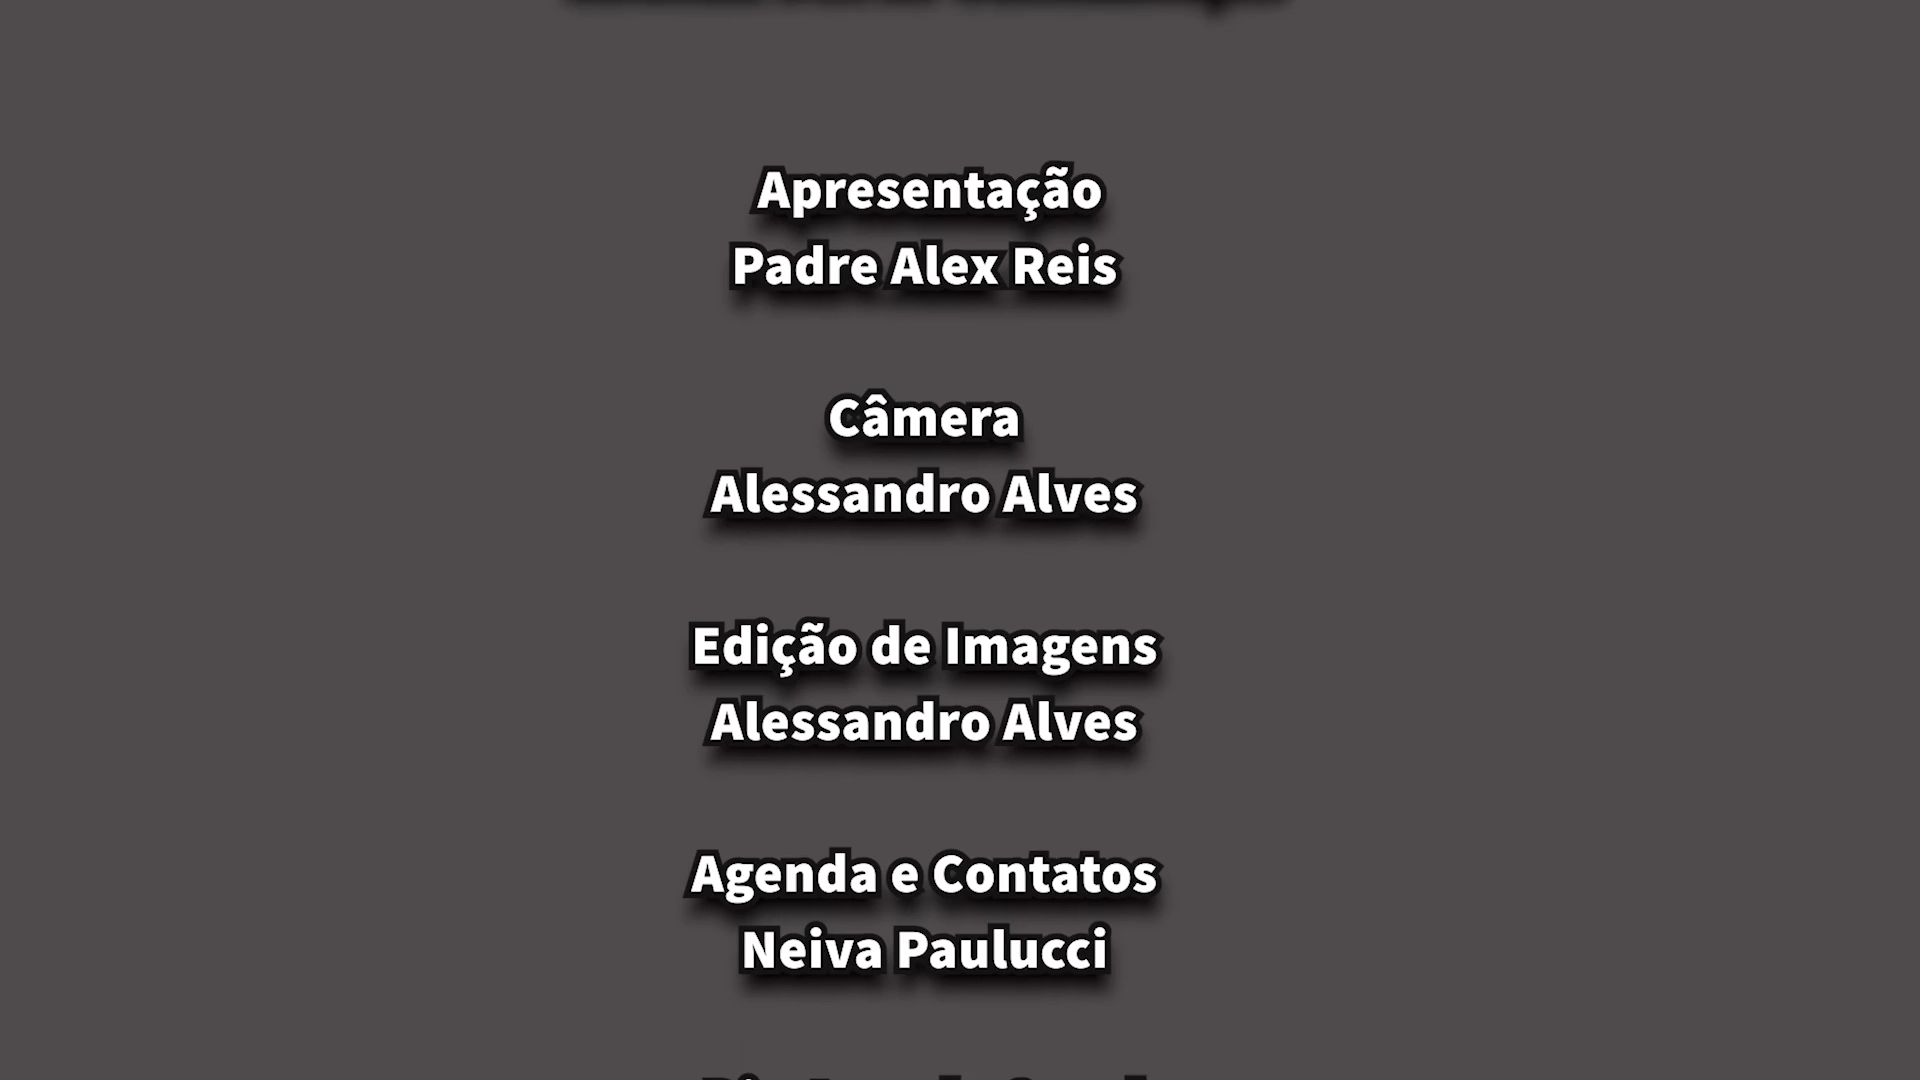 Apresentação
Padre Alex Reis
Câmera
Alessandro Alves
Edição de Imagens
Alessandro Alves
Agenda e Contatos
Neiva Paulucci